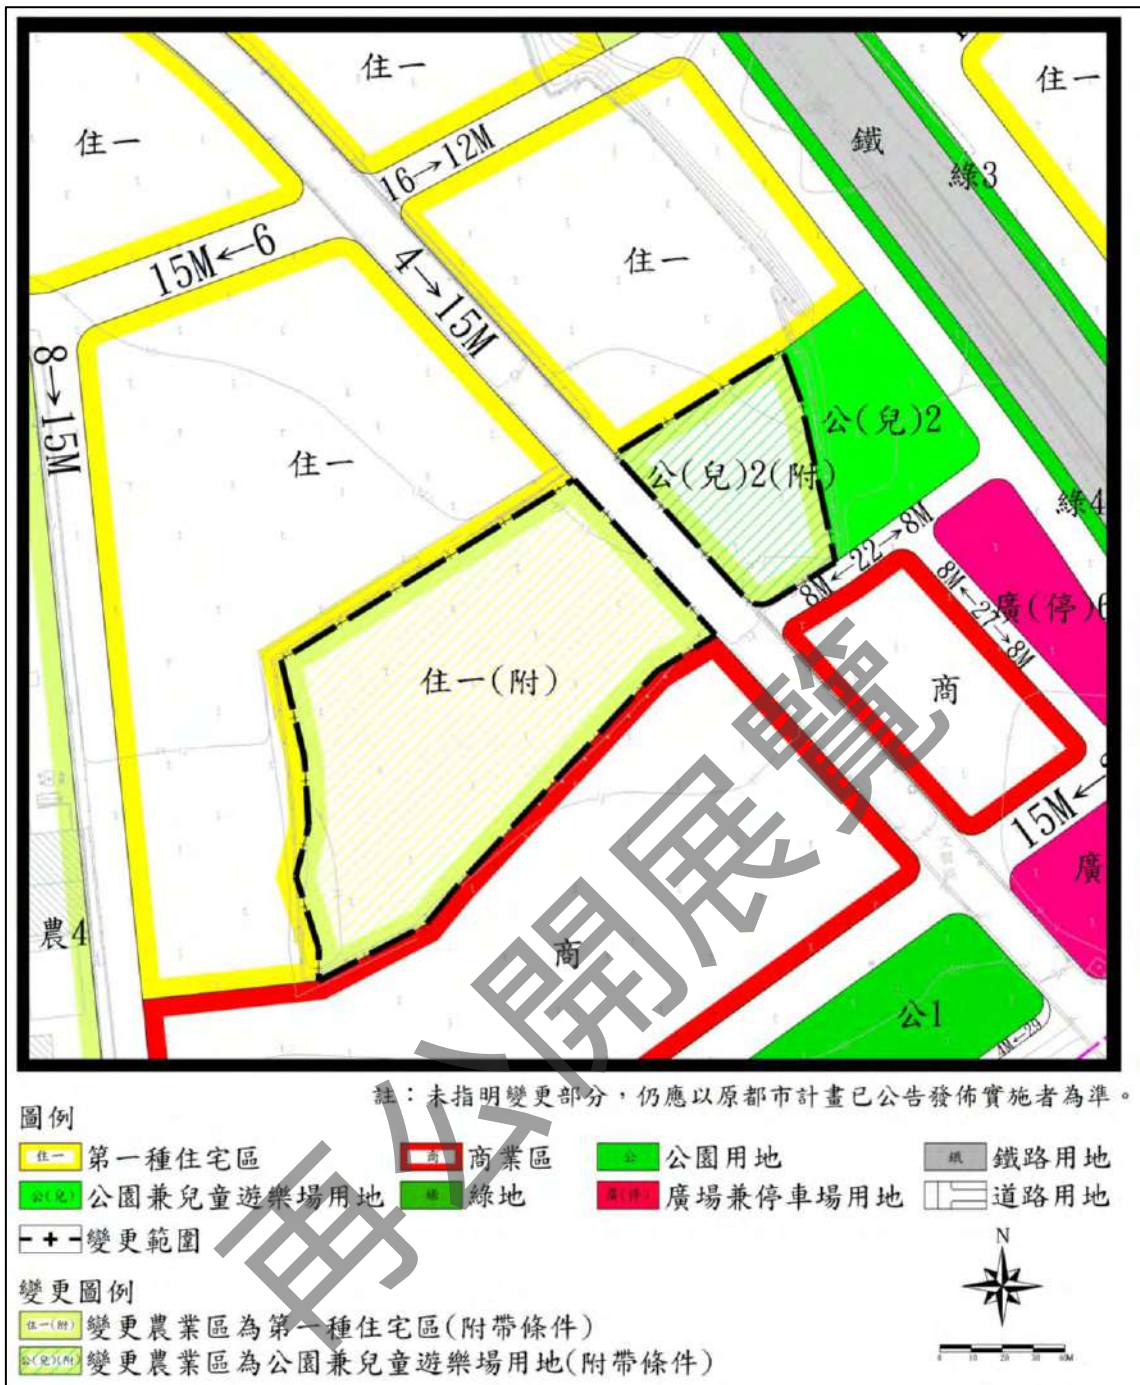 住一
住一
住一
16→12M
鐵
綠3
15M←6
4→15M
住一
8→15M
住一
公(兒)2
公(兒)2(附)
綠4
8M←22→8M
8M←27→8M
廣(停)6
住一(附)
商
15M←
廣
農4
商
公1
4M←29
再公開展覽
註：未指明變更部分，仍應以原都市計畫已公告發佈實施者為準。
圖例
住一 第一種住宅區 商 商業區 公 公園用地 鐵 鐵路用地
公(兒) 公園兼兒童遊樂場用地 綠 綠地 廣(停) 廣場兼停車場用地 道路用地
變更範圍
N
變更圖例
住一(附) 變更農業區為第一種住宅區(附帶條件)
公(兒)(附) 變更農業區為公園兼兒童遊樂場用地(附帶條件)
0 10 20 30 40M